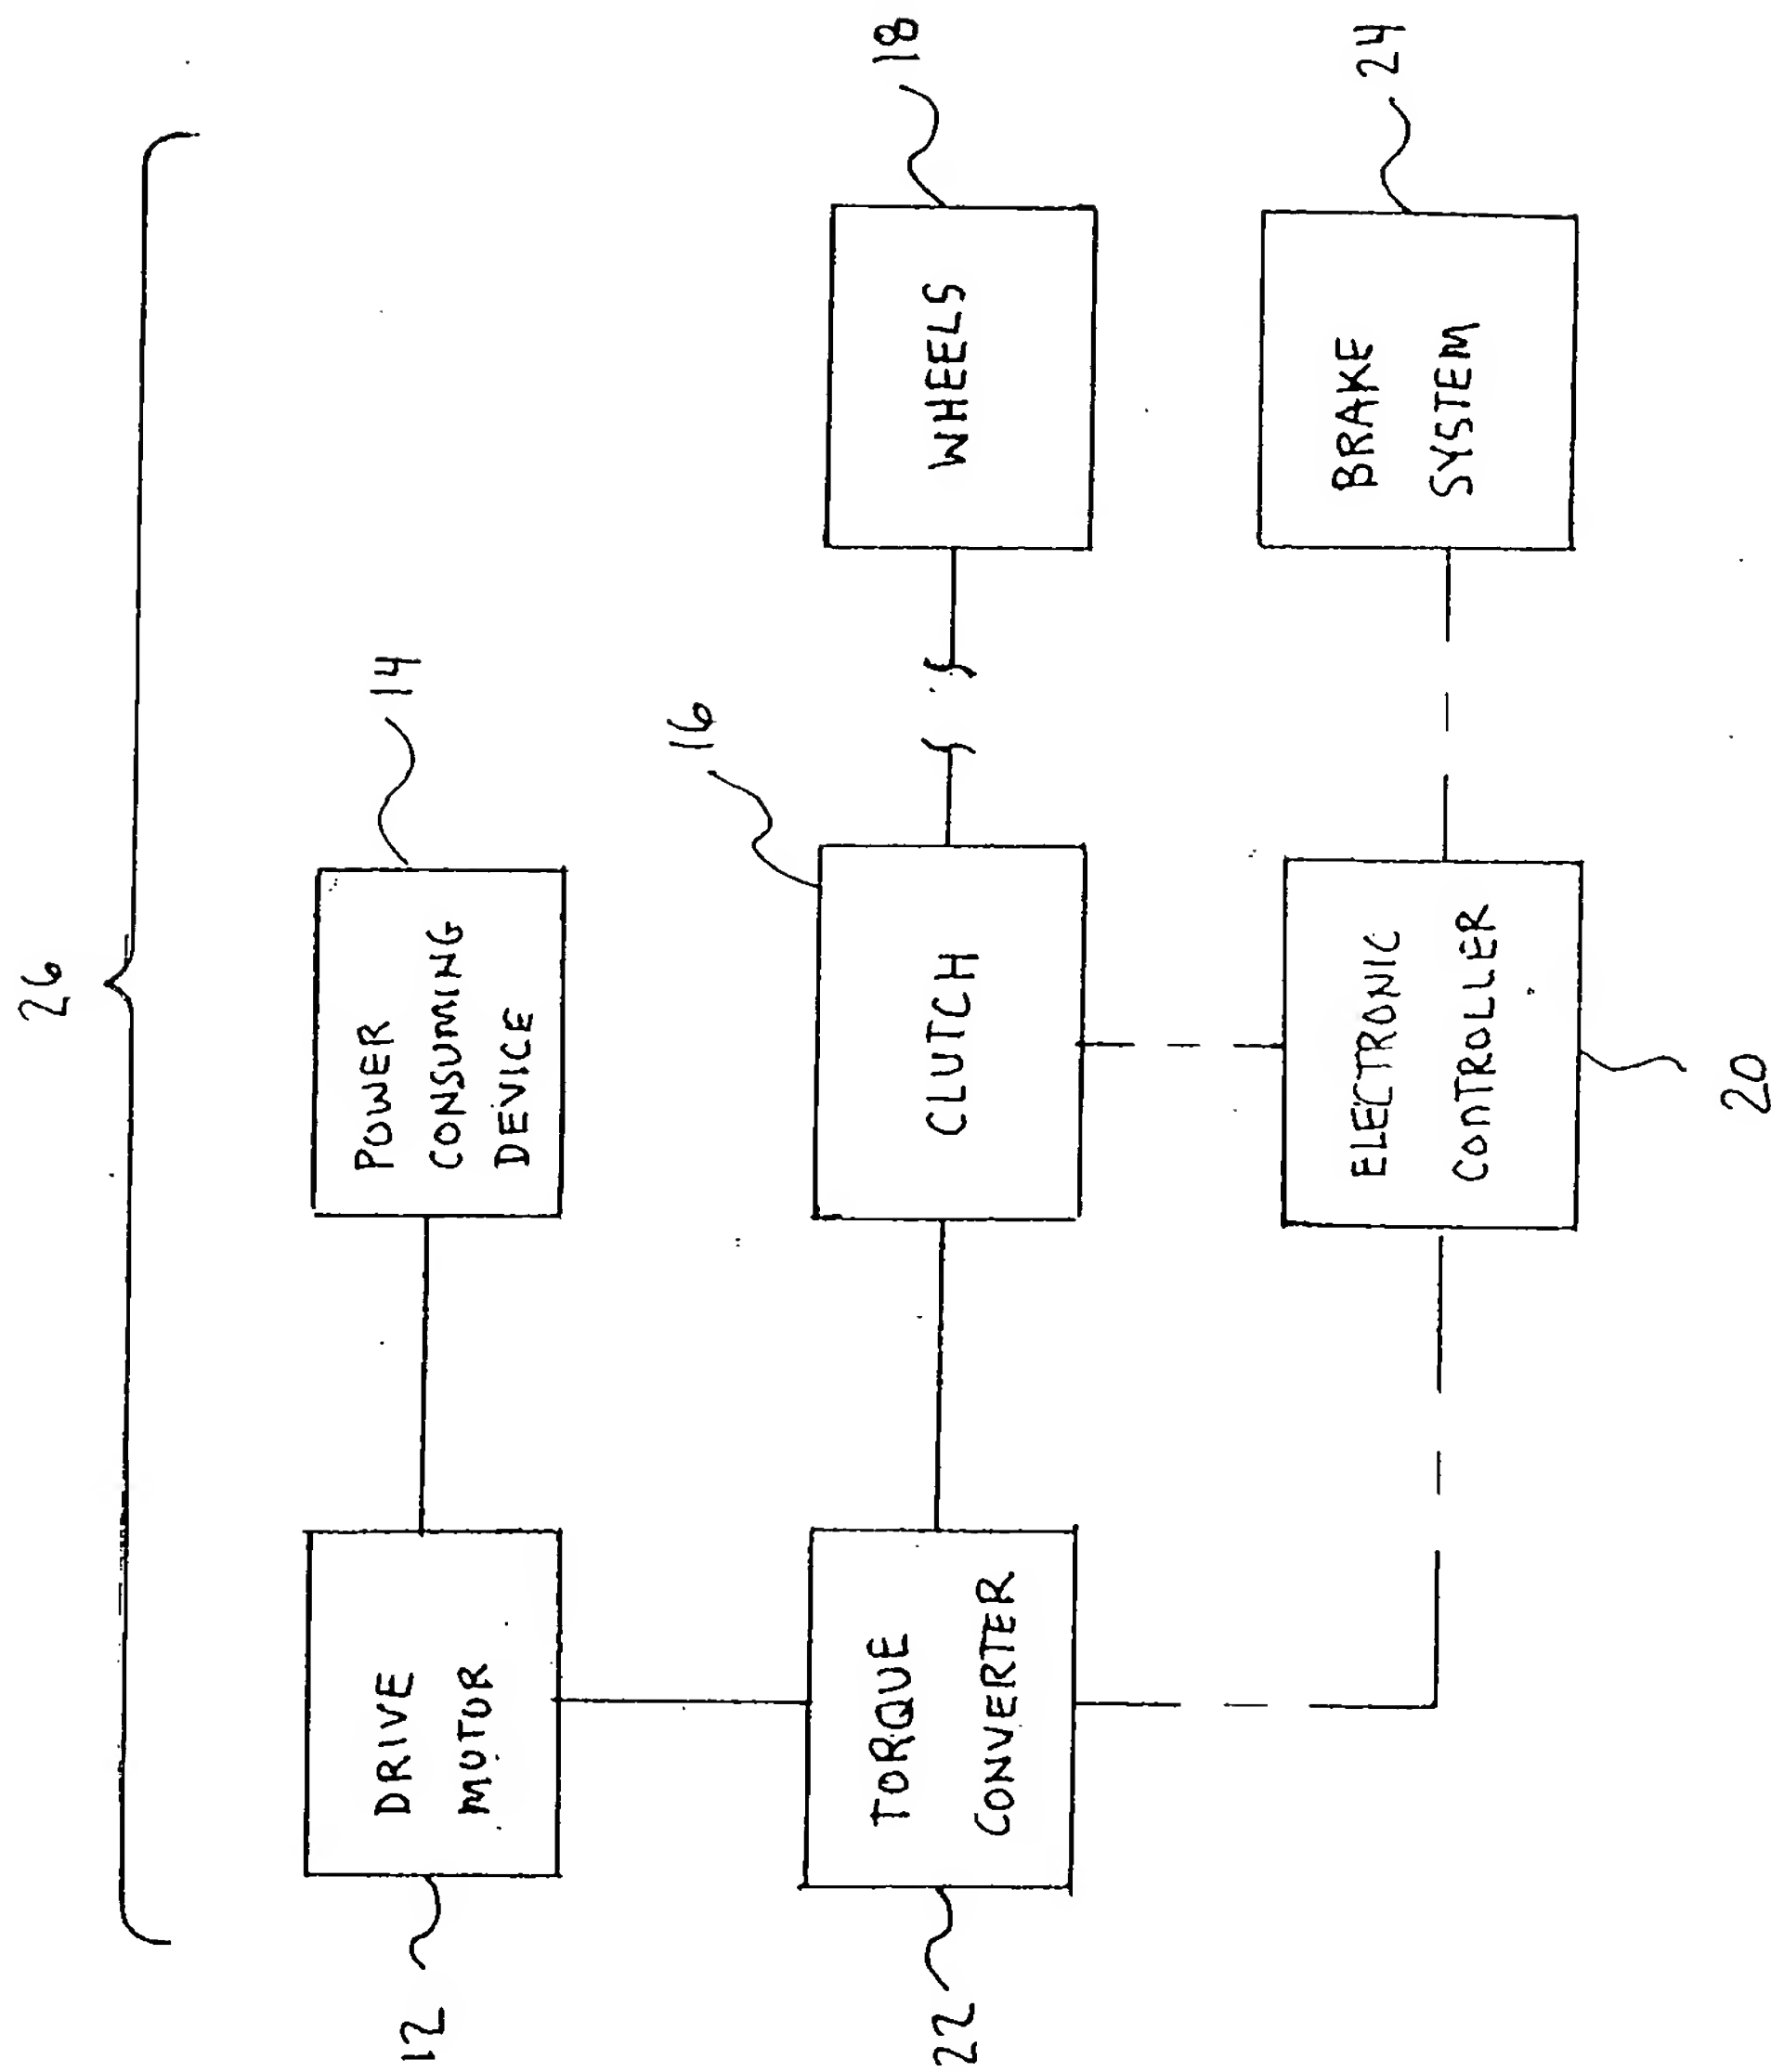 26
12
DRIVE
MOTOR
POWER
CONSUMING
DEVICE
14
22
TORQUE
CONVERTER
CLUTCH
16
WHEELS
18
ELECTRONIC
CONTROLLER
20
BRAKE
SYSTEM
24